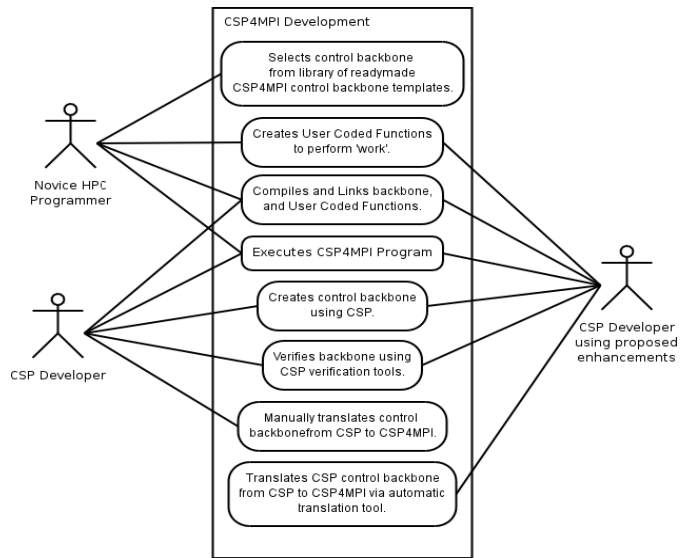 CSP4MPI Development
Selects control backbone
from library of readymade
CSP4MPI control backbone templates.
Creates User Coded Functions
to perform 'work'.
Novice HPC
Programmer
Compiles and Links backbone,
and User Coded Functions.
Executes CSP4MPI Program
Creates control backbone
using CSP.
CSP Developer
CSP Developer
using proposed
enhancements
Verifies backbone using
CSP verification tools.
Manually translates control
backbonefrom CSP to CSP4MPI.
Translates CSP control backbone
from CSP to CSP4MPI via automatic
translation tool.